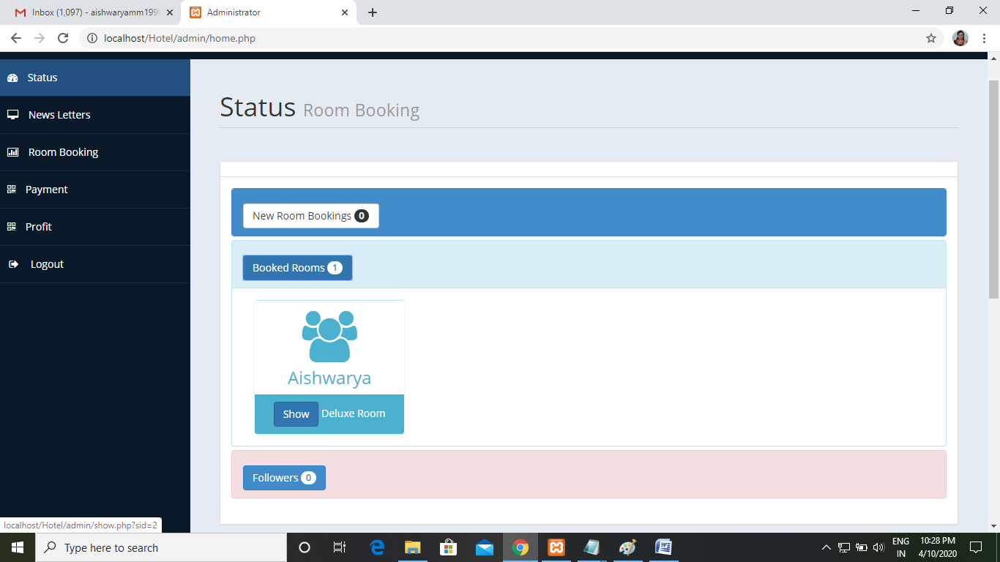 Inbox (1,097) - aishwaryamm199
Administrator
localhost/Hotel/admin/home.php
Status
News Letters
Room Booking
Payment
Profit
Logout
Status Room Booking
New Room Bookings 0
Booked Rooms 1
Aishwarya
Show Deluxe Room
Followers 0
localhost/Hotel/admin/show.php?sid=2
Type here to search
ENG
IN
10:28 PM
4/10/2020